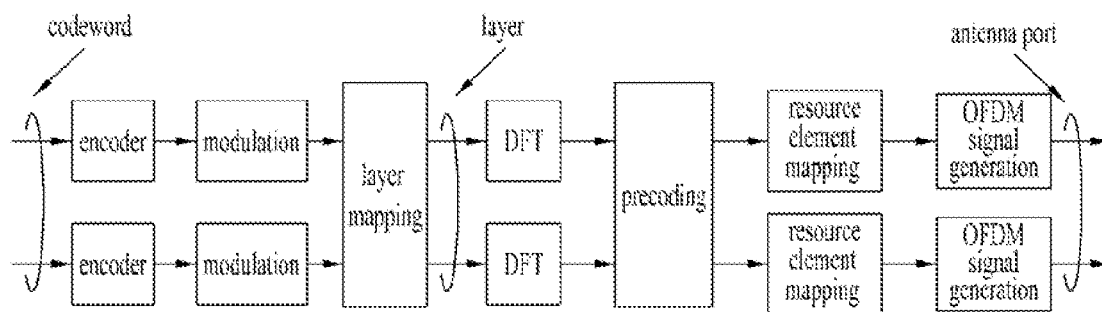 codeword
layer
antenna port
encoder
modulation
layer
mapping
DFT
precoding
resource
element
mapping
OFDM
signal
generation
encoder
modulation
DFT
resource
element
mapping
OFDM
signal
generation